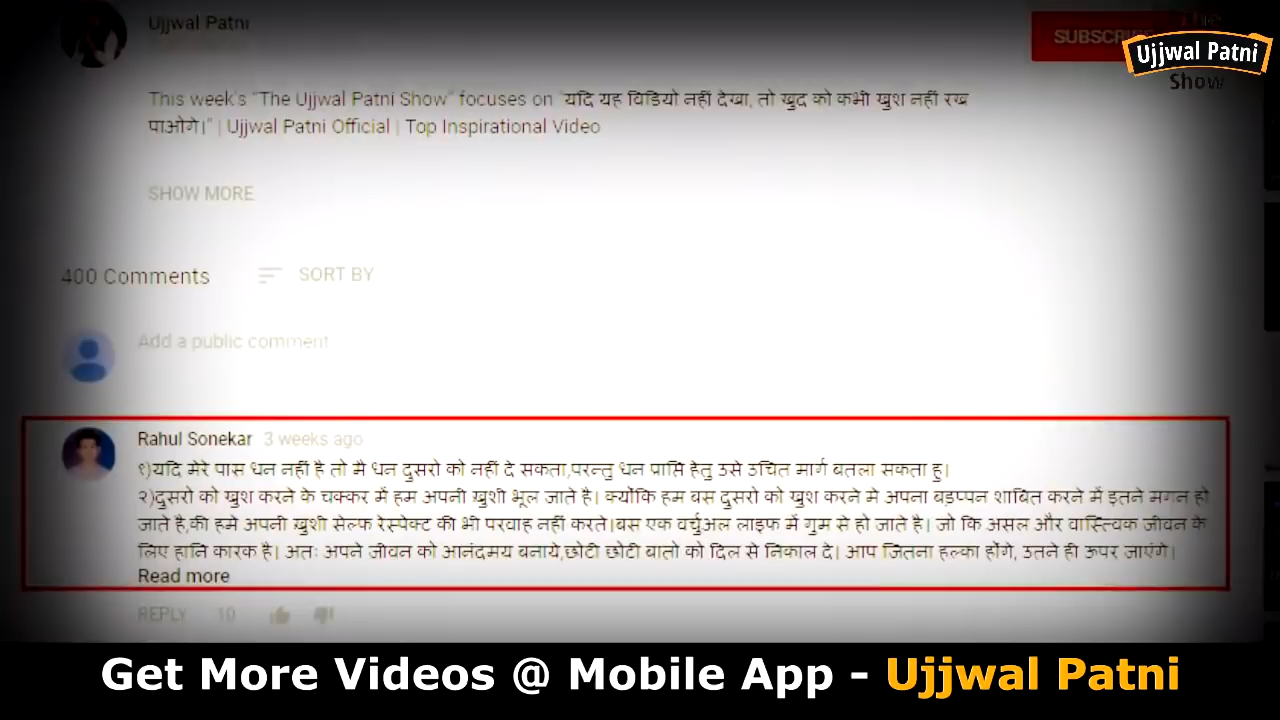 Ujjwal Patni
SUBSCRIBE
The
Ujjwal Patni
Show
This week's "The Ujjwal Patni Show" focuses on "यदि यह विडियो नहीं देखा, तो खुद को कभी खुश नहीं रख
पाओगे।" | Ujjwal Patni Official | Top Inspirational Video
SHOW MORE
400 Comments
SORT BY
Add a public comment
Rahul Sonekar 3 weeks ago
१)यदि मेरे पास धन नहीं है तो मै धन दुसरो को नहीं दे सकता,परन्तु धन प्राप्ति हेतु उसे उचित मार्ग बतला सकता हु।
२)दुसरो को खुश करने के चक्कर में हम अपनी ख़ुशी भूल जाते है। क्योंकि हम बस दुसरो को खुश करने मे अपना बड़प्पन शाबित करने में इतने मगन हो
जाते है,की हमे अपनी ख़ुशी सेल्फ रेस्पेक्ट की भी परवाह नहीं करते।बस एक वर्चुअल लाइफ में गुम से हो जाते है। जो कि असल और वास्त्विक जीवन के
लिए हानि कारक है। अतः अपने जीवन को आनंदमय बनाये,छोटी छोटी बातो को दिल से निकाल दे। आप जितना हल्का होंगे, उतने ही ऊपर जाएंगे।
Read more
REPLY 10
Get More Videos @ Mobile App - Ujjwal Patni